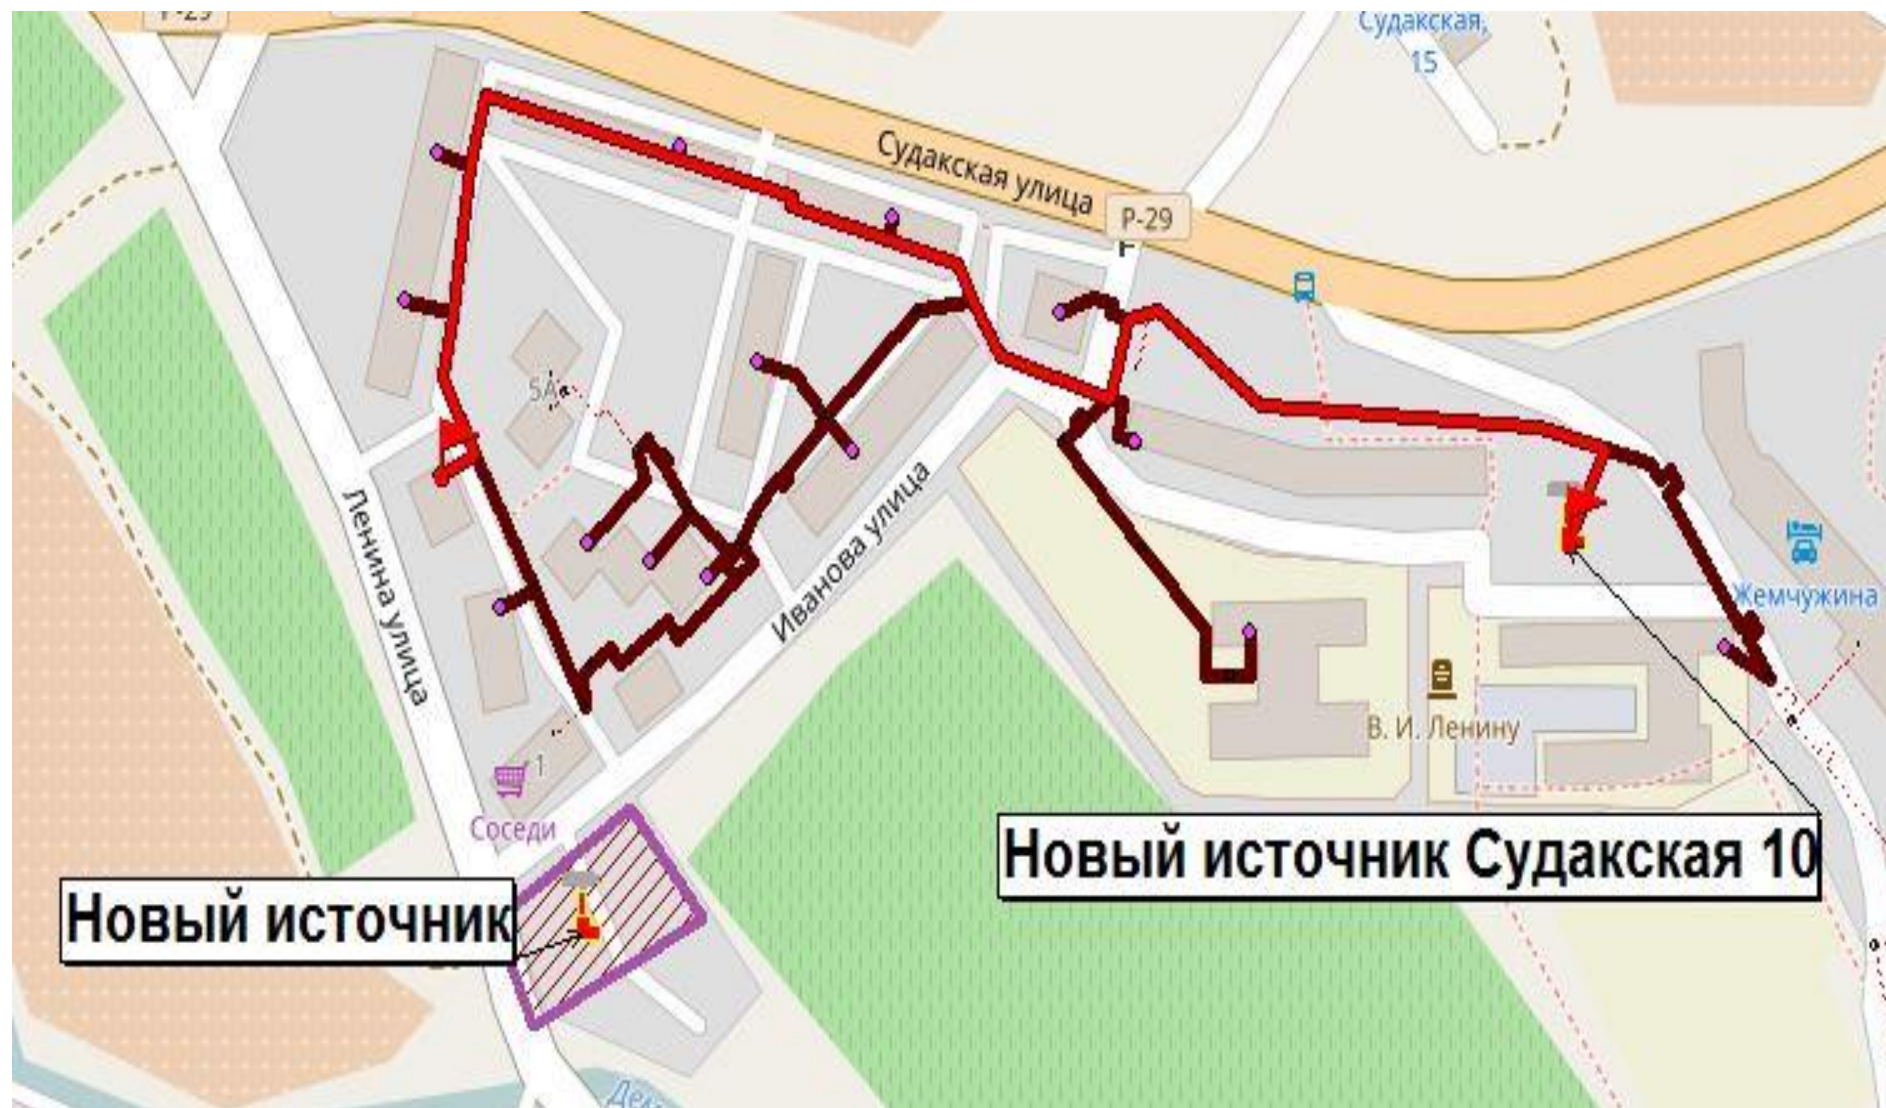 Р-29
Судакская,
15
Судакская улица
Р-29
5А
Ленина улица
Иванова улица
Жемчужина
В. И. Ленину
1
Соседи
Новый источник Судакская 10
Новый источник